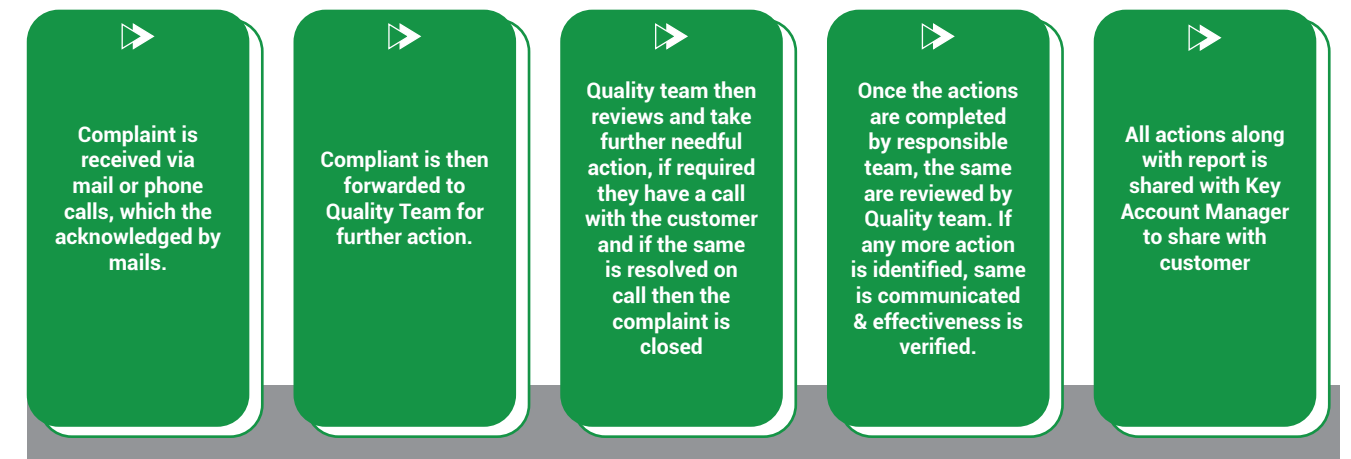 Complaint is
received via
mail or phone
calls, which the
acknowledged by
mails.
Compliant is then
forwarded to
Quality Team for
further action.
Quality team then
reviews and take
further needful
action, if required
they have a call
with the customer
and if the same
is resolved on
call then the
complaint is
closed
Once the actions
are completed
by responsible
team, the same
are reviewed by
Quality team. If
any more action
is identified, same
is communicated
& effectiveness is
verified.
All actions along
with report is
shared with Key
Account Manager
to share with
customer